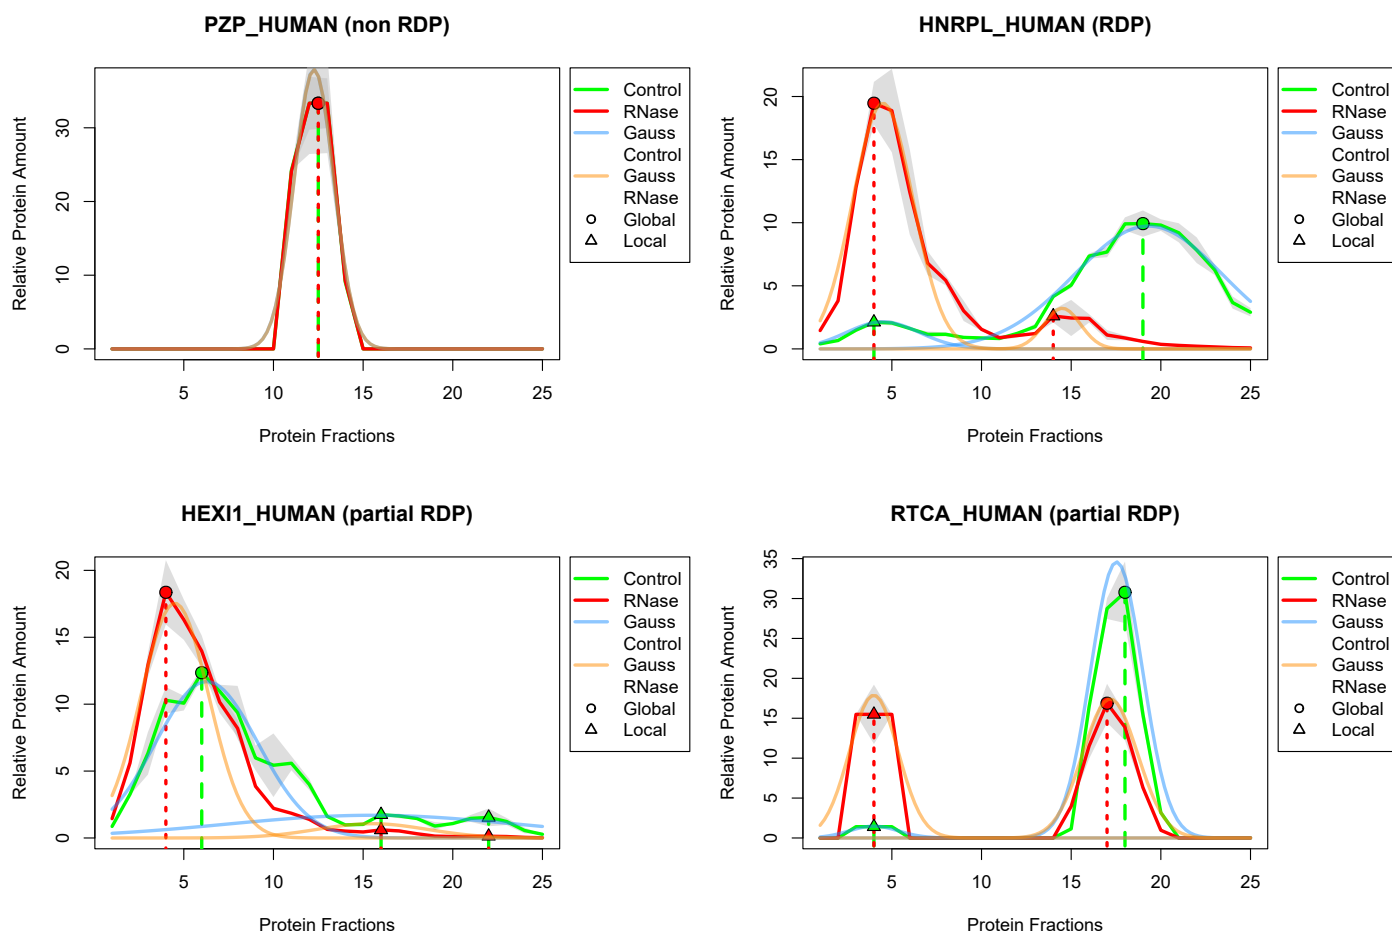 PZP_HUMAN (non RDP)
Relative Protein Amount
0
10
20
30
5
10
15
20
25
Protein Fractions
Control
RNase
Gauss
Control
Gauss
RNase
Global
Local
HNRPL_HUMAN (RDP)
Relative Protein Amount
0
5
10
15
20
5
10
15
20
25
Protein Fractions
Control
RNase
Gauss
Control
Gauss
RNase
Global
Local
HEXI1_HUMAN (partial RDP)
Relative Protein Amount
0
5
10
15
20
5
10
15
20
25
Protein Fractions
Control
RNase
Gauss
Control
Gauss
RNase
Global
Local
RTCA_HUMAN (partial RDP)
Relative Protein Amount
0
5
10
15
20
25
30
35
5
10
15
20
25
Protein Fractions
Control
RNase
Gauss
Control
Gauss
RNase
Global
Local